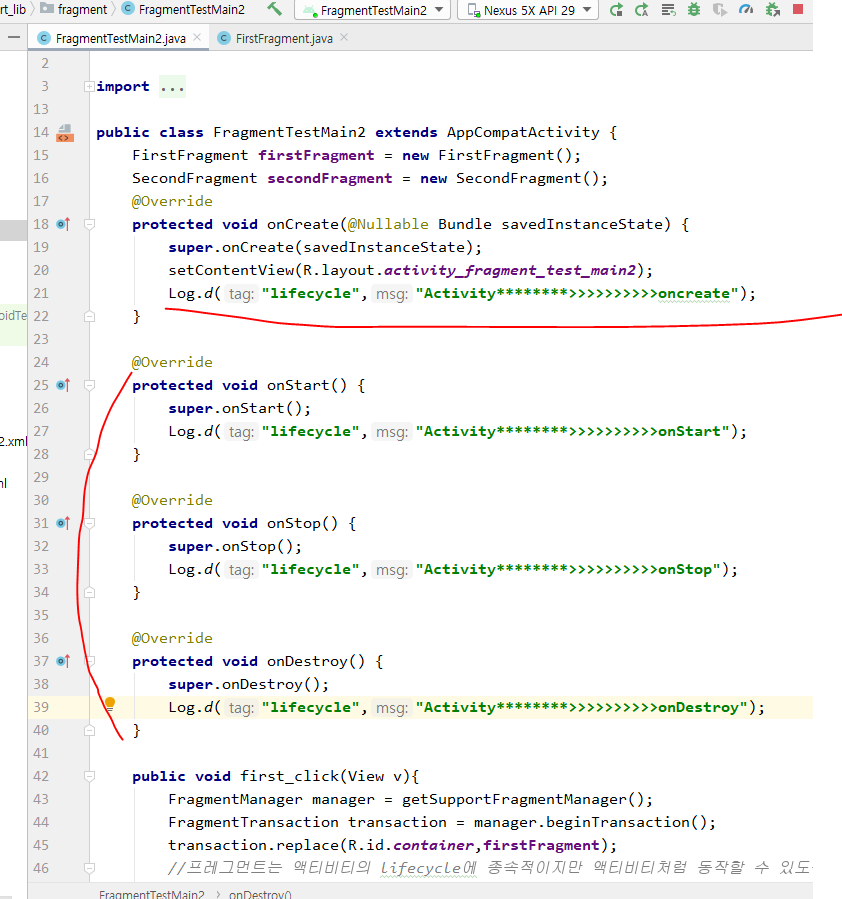 rt_lib fragment FragmentTestMain2 FragmentTestMain2 Nexus 5X API 29
FragmentTestMain2.java FirstFragment.java
2
3 import ...
13
14 public class FragmentTestMain2 extends AppCompatActivity {
15 FirstFragment firstFragment = new FirstFragment();
16 SecondFragment secondFragment = new SecondFragment();
17 @Override
18 protected void onCreate(@Nullable Bundle savedInstanceState) {
19 super.onCreate(savedInstanceState);
20 setContentView(R.layout.activity_fragment_test_main2);
21 Log.d( tag: "lifecycle", msg: "Activity********>>>>>>>>>>oncreate");
22 }
23
24 @Override
25 protected void onStart() {
26 super.onStart();
27 Log.d( tag: "lifecycle", msg: "Activity********>>>>>>>>>>onStart");
28 }
29
30 @Override
31 protected void onStop() {
32 super.onStop();
33 Log.d( tag: "lifecycle", msg: "Activity********>>>>>>>>>>onStop");
34 }
35
36 @Override
37 protected void onDestroy() {
38 super.onDestroy();
39 Log.d( tag: "lifecycle", msg: "Activity********>>>>>>>>>>onDestroy");
40 }
41
42 public void first_click(View v){
43 FragmentManager manager = getSupportFragmentManager();
44 FragmentTransaction transaction = manager.beginTransaction();
45 transaction.replace(R.id.container,firstFragment);
46 //프레그먼트는 액티비티의 lifecycle에 종속적이지만 액티비티처럼 동작할 수 있도
oidTe
2.xml
ml
FragmentTestMain2 > onDestroy()